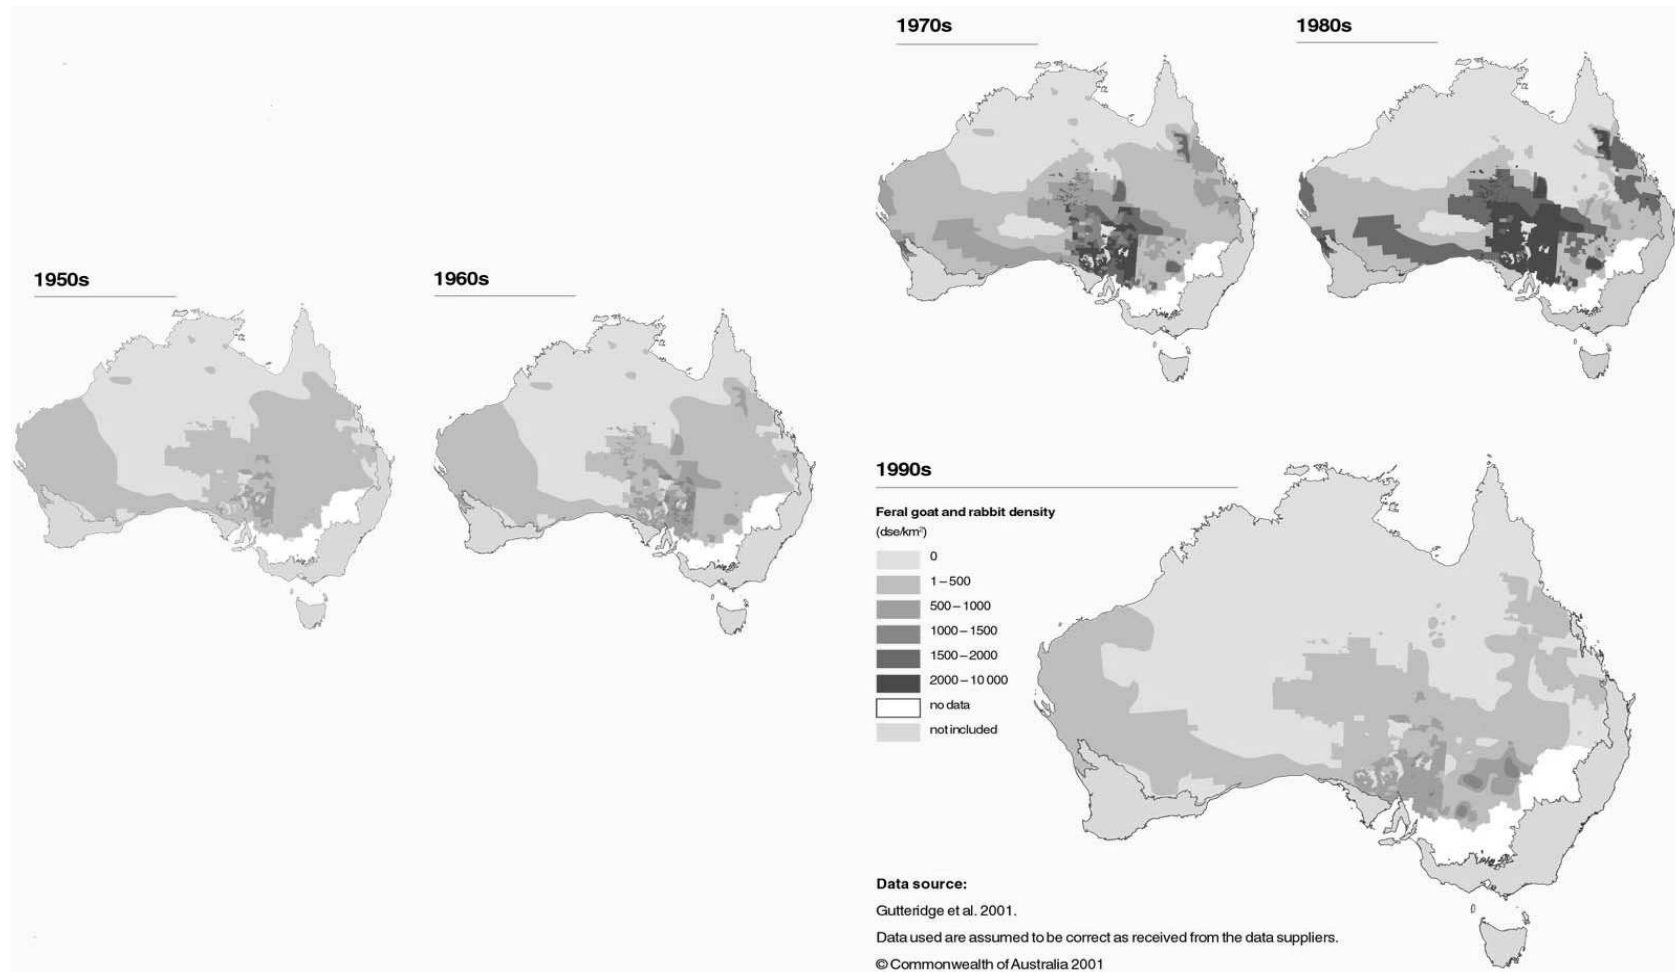 1970s
1980s
1950s
1960s
1990s
Feral goat and rabbit density
(dse/km²)
0
1–500
500–1000
1000–1500
1500–2000
2000–10 000
no data
not included
Data source:
Gutteridge et al. 2001.
Data used are assumed to be correct as received from the data suppliers.
© Commonwealth of Australia 2001